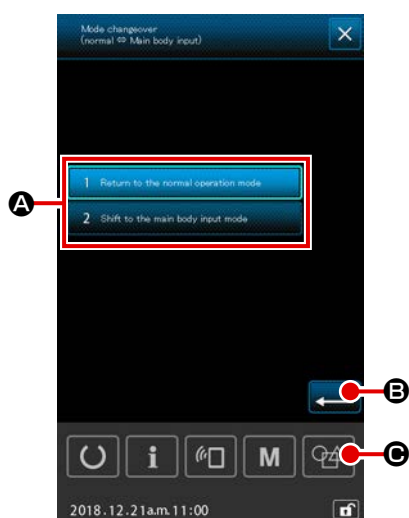 Mode changeover
(normal ⇔ Main body input)
1 Return to the normal operation mode
A
2 Shift to the main body input mode
B
i
M
C
2018.12.21a.m.11:00